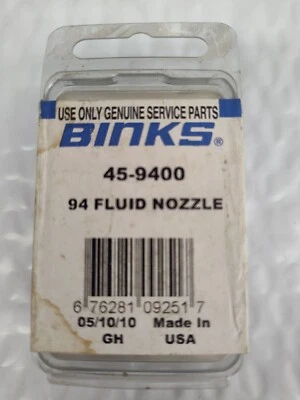 USE ONLY GENUINE SERVICE PARTS
BINKS®
45-9400
94 FLUID NOZZLE
6 76281 09251 7
05/10/10 Made In
GH USA